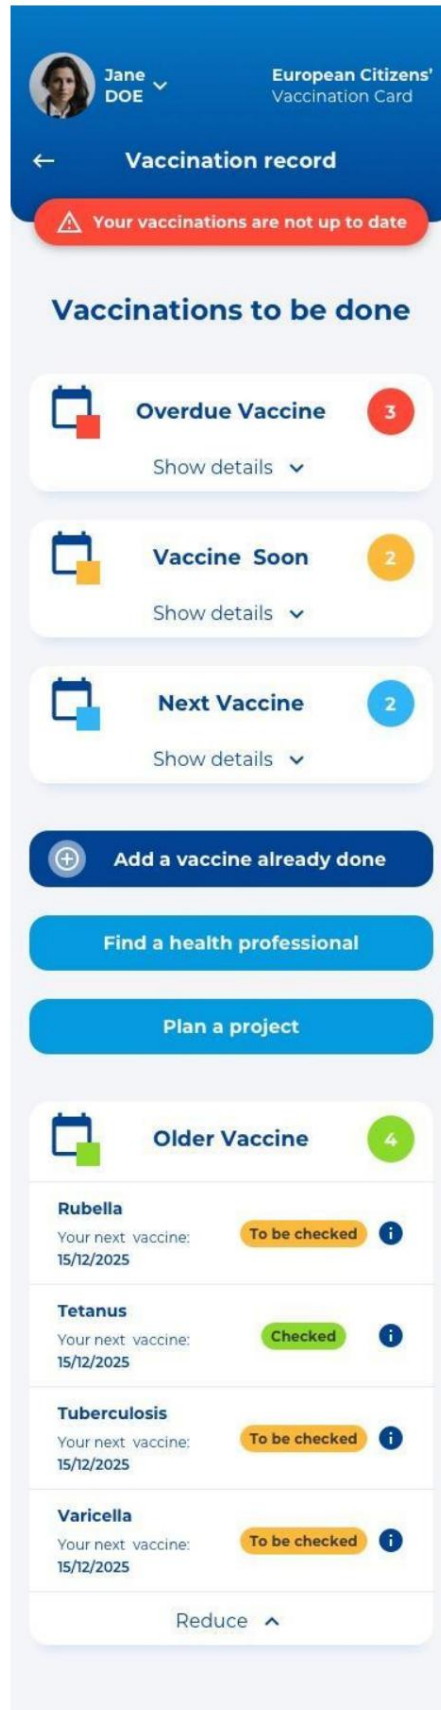 Jane
DOE
European Citizens'
Vaccination Card
Vaccination record
Your vaccinations are not up to date
Vaccinations to be done
Overdue Vaccine 3
Show details
Vaccine Soon 2
Show details
Next Vaccine 2
Show details
Add a vaccine already done
Find a health professional
Plan a project
Older Vaccine 4
Rubella
Your next vaccine:
15/12/2025
To be checked
Tetanus
Your next vaccine:
15/12/2025
Checked
Tuberculosis
Your next vaccine:
15/12/2025
To be checked
Varicella
Your next vaccine:
15/12/2025
To be checked
Reduce